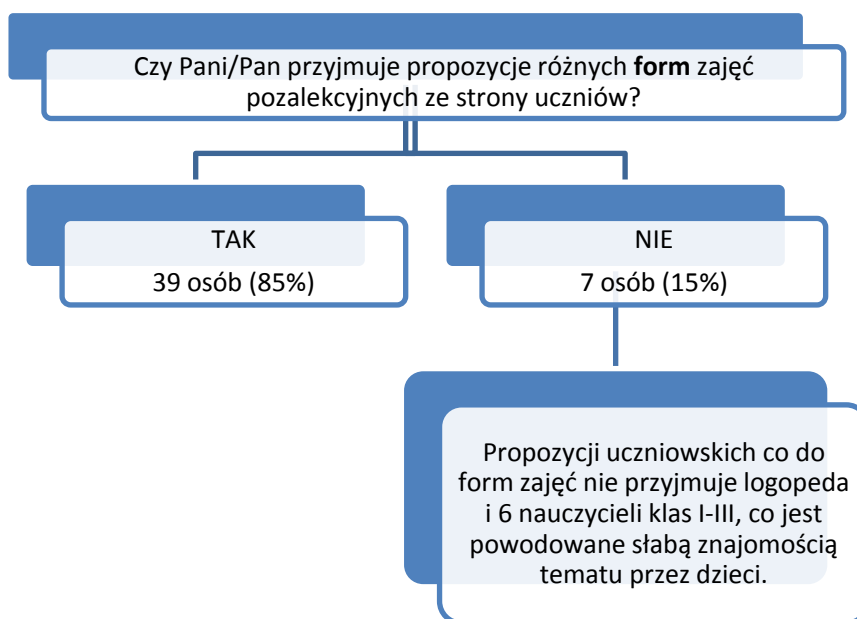 Czy Pani/Pan przyjmuje propozycje różnych form zajęć
pozalekcyjnych ze strony uczniów?
TAK
39 osób (85%)
NIE
7 osób (15%)
Propozycji uczniowskich co do
form zajęć nie przyjmuje logopeda
i 6 nauczycieli klas I-III, co jest
powodowane słabą znajomością
tematu przez dzieci.